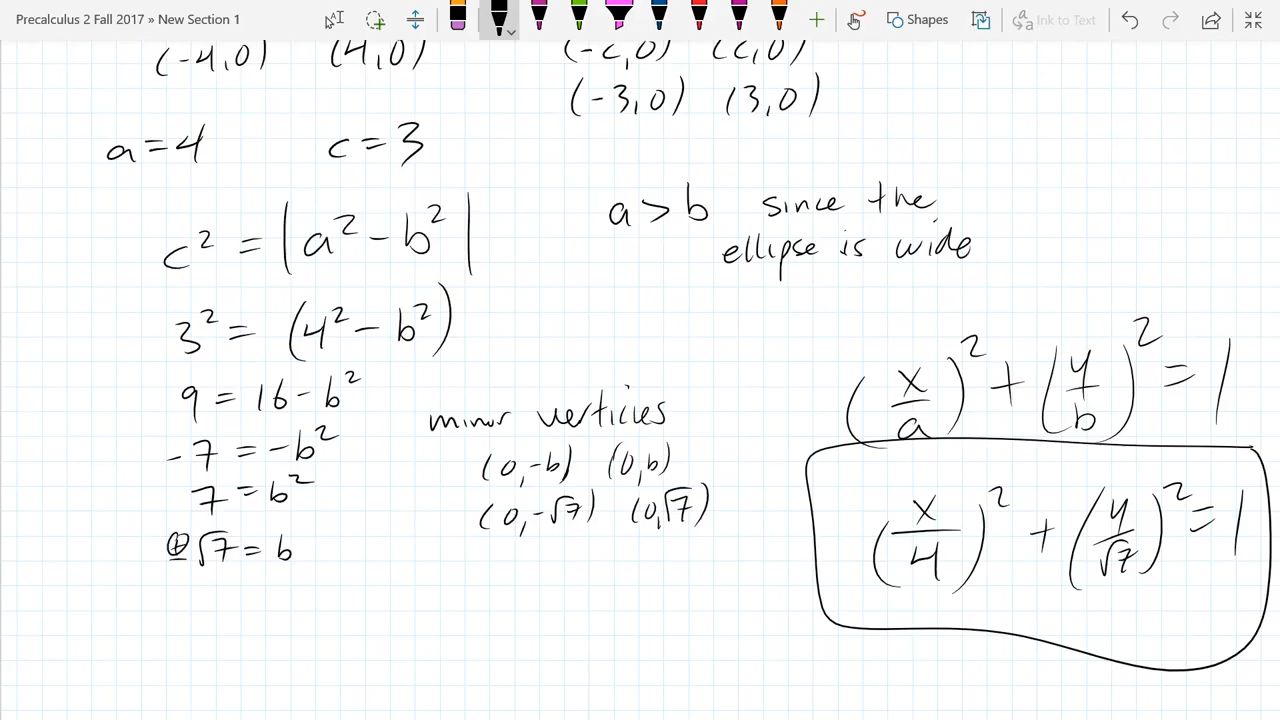 Precalculus 2 Fall 2017 » New Section 1
Shapes
Ink to Text
(-4,0) (4,0)
(-c,0) (c,0)
(-3,0) (3,0)
a=4 c=3
c² = |a² - b²|
a > b since the
ellipse is wide
3² = (4² - b²)
9 = 16 - b²
-7 = -b²
7 = b²
±√7 = b
minor verticies
(0,-b) (0,b)
(0,-√7) (0,√7)
(x/a)² + (y/b)² = 1
(x/4)² + (y/√7)² = 1